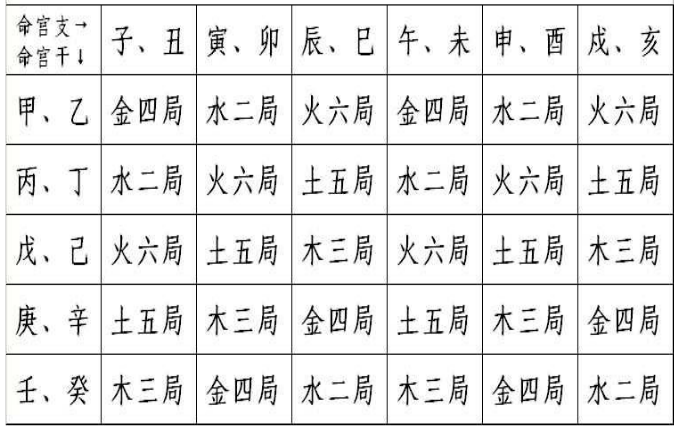 命宫支→
命宫干↓
子、丑 寅、卯 辰、巳 午、未 申、酉 戌、亥
甲、乙 金四局 水二局 火六局 金四局 水二局 火六局
丙、丁 水二局 火六局 土五局 水二局 火六局 土五局
戊、己 火六局 土五局 木三局 火六局 土五局 木三局
庚、辛 土五局 木三局 金四局 土五局 木三局 金四局
壬、癸 木三局 金四局 水二局 木三局 金四局 水二局